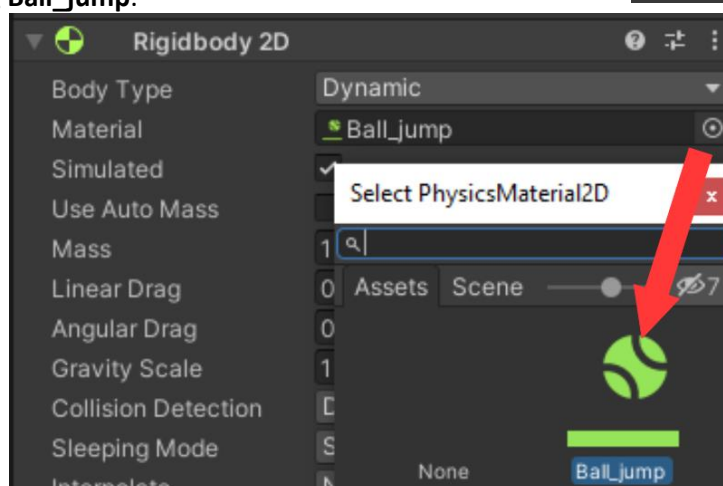 Ball_jump.
Rigidbody 2D
Body Type Dynamic
Material Ball_jump
Simulated
Select PhysicsMaterial2D
Use Auto Mass
Mass 1
Linear Drag 0
Assets Scene 7
Angular Drag 0
Gravity Scale 1
Collision Detection D
Sleeping Mode S
None Ball_jump
Interpolate N